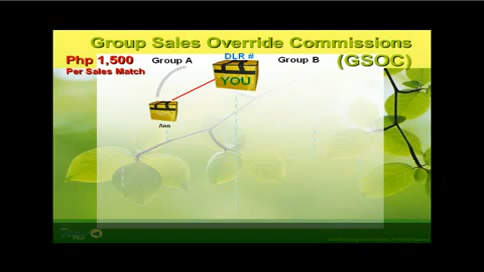 Group Sales Override Commissions
(GSOC)
Php 1,500
Per Sales Match
Group A
DLR #
Group B
YOU
Ann